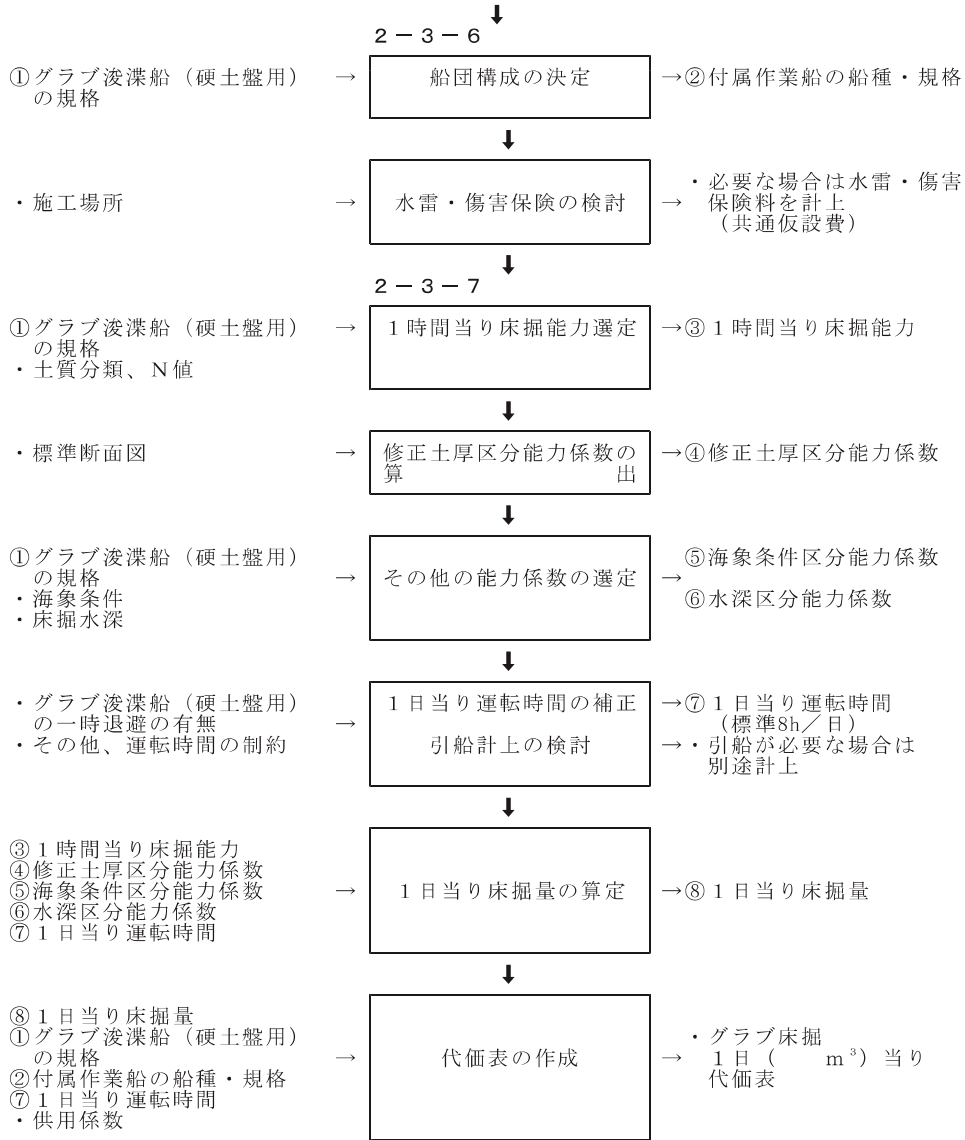 ２－３－６
①グラブ浚渫船（硬土盤用）
の規格
→
船団構成の決定
→②付属作業船の船種・規格
・施工場所
→
水雷・傷害保険の検討
→
・必要な場合は水雷・傷害
保険料を計上
（共通仮設費）
２－３－７
①グラブ浚渫船（硬土盤用）
の規格
・土質分類、Ｎ値
→
１時間当り床掘能力選定
→③１時間当り床掘能力
・標準断面図
→
修正土厚区分能力係数の
算出
→④修正土厚区分能力係数
①グラブ浚渫船（硬土盤用）
の規格
・海象条件
・床掘水深
→
その他の能力係数の選定
→
⑤海象条件区分能力係数
⑥水深区分能力係数
・グラブ浚渫船（硬土盤用）
の一時退避の有無
・その他、運転時間の制約
→
１日当り運転時間の補正
引船計上の検討
→⑦１日当り運転時間
（標準8h／日）
→・引船が必要な場合は
別途計上
③１時間当り床掘能力
④修正土厚区分能力係数
⑤海象条件区分能力係数
⑥水深区分能力係数
⑦１日当り運転時間
→
１日当り床掘量の算定
→⑧１日当り床掘量
⑧１日当り床掘量
①グラブ浚渫船（硬土盤用）
の規格
②付属作業船の船種・規格
⑦１日当り運転時間
・供用係数
→
代価表の作成
→
・グラブ床掘
１日（　　ｍ³）当り
代価表